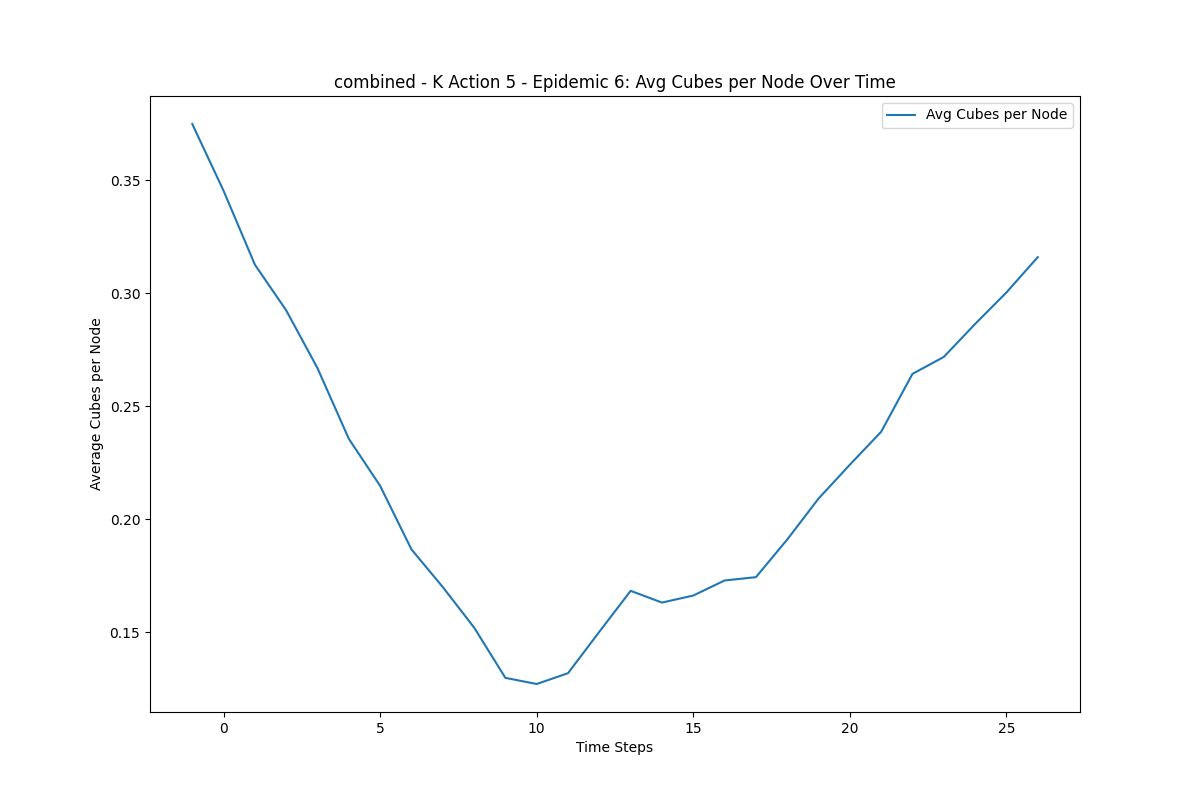 combined - K Action 5 - Epidemic 6: Avg Cubes per Node Over Time
Avg Cubes per Node
0.35
0.30
0.25
0.20
0.15
Average Cubes per Node
0 5 10 15 20 25
Time Steps